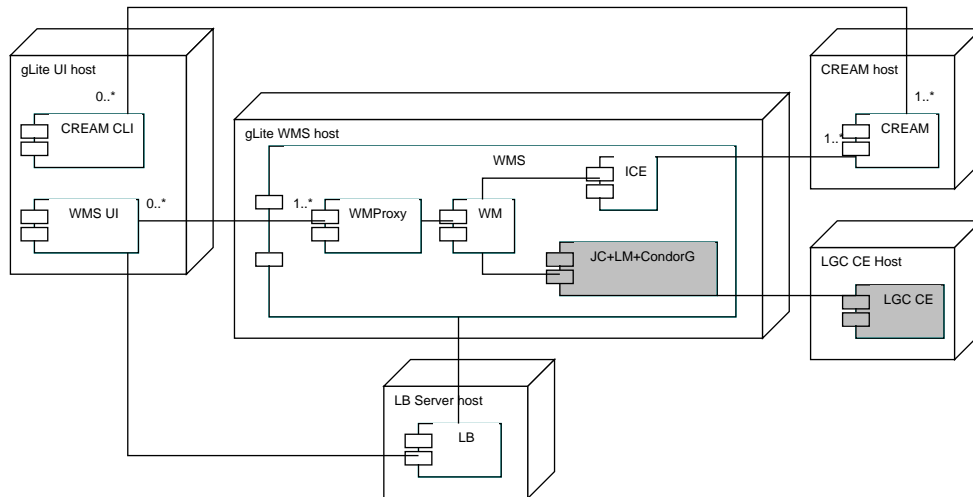 gLite UI host
CREAM host
0..*
1..*
CREAM CLI
gLite WMS host
CREAM
1..*
WMS
ICE
0..*
1..*
WMS UI
WMProxy
WM
JC+LM+CondorG
LGC CE Host
LGC CE
LB Server host
LB